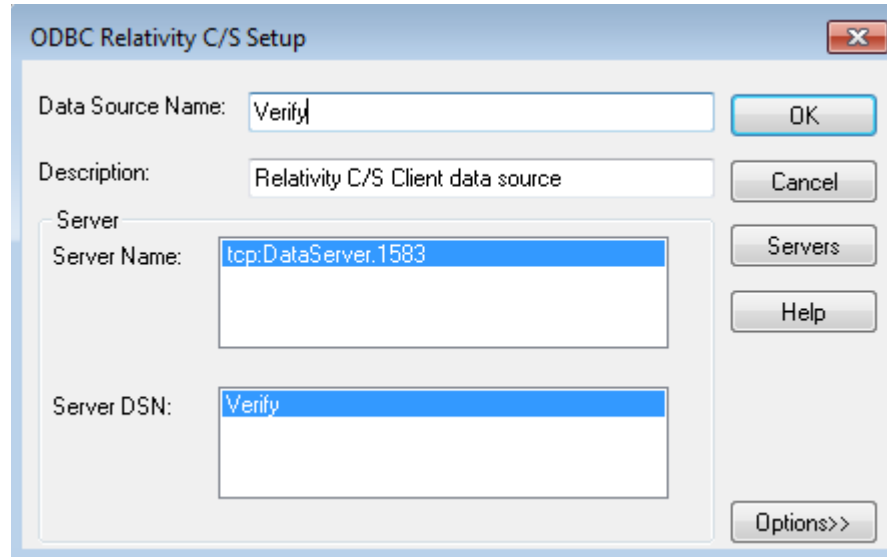 ODBC Relativity C/S Setup
Data Source Name: Verify
OK
Description: Relativity C/S Client data source
Cancel
Server
Server Name: tcp:DataServer.1583
Servers
Help
Server DSN: Verify
Options>>